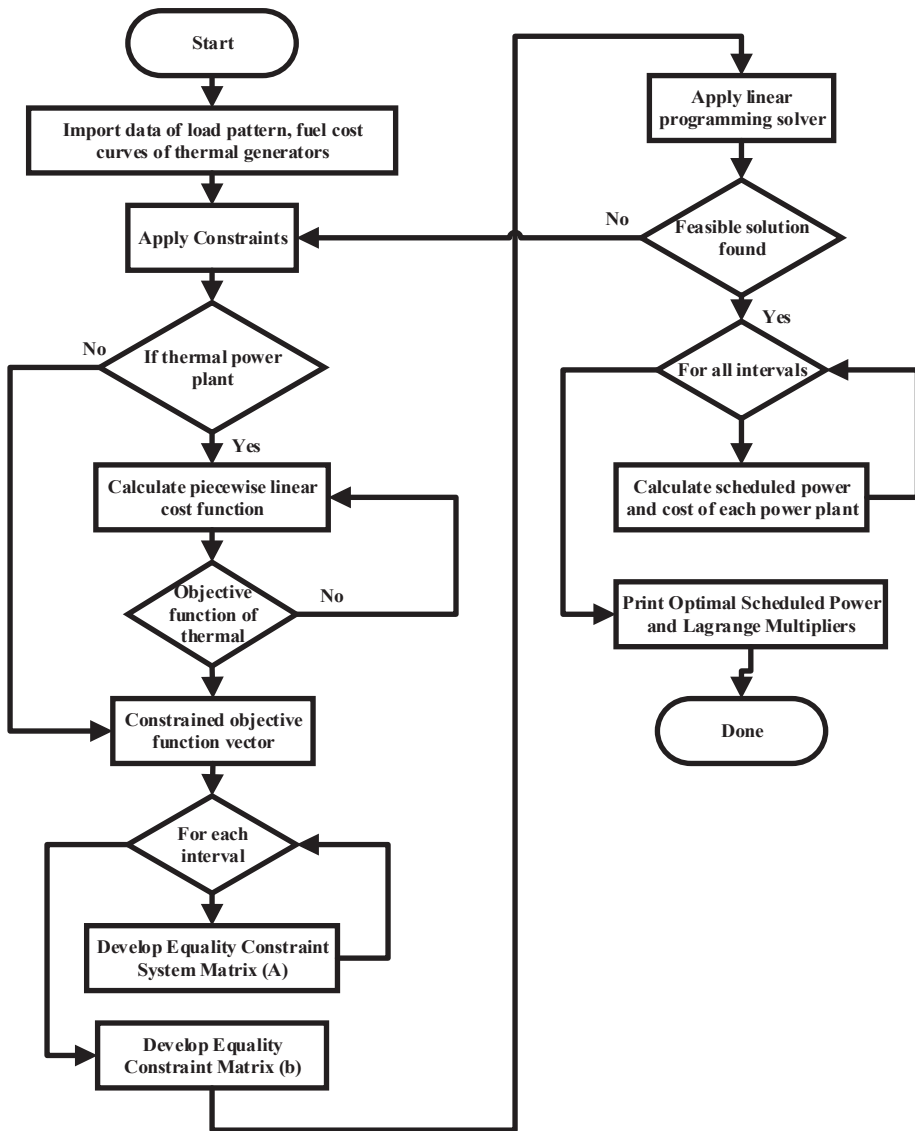 Start
Import data of load pattern, fuel cost
curves of thermal generators
Apply Constraints
No
If thermal power
plant
Yes
Calculate piecewise linear
cost function
Objective
function of
thermal
No
Constrained objective
function vector
For each
interval
Develop Equality Constraint
System Matrix (A)
Develop Equality
Constraint Matrix (b)
Apply linear
programming solver
No
Feasible solution
found
Yes
For all intervals
Calculate scheduled power
and cost of each power plant
Print Optimal Scheduled Power
and Lagrange Multipliers
Done